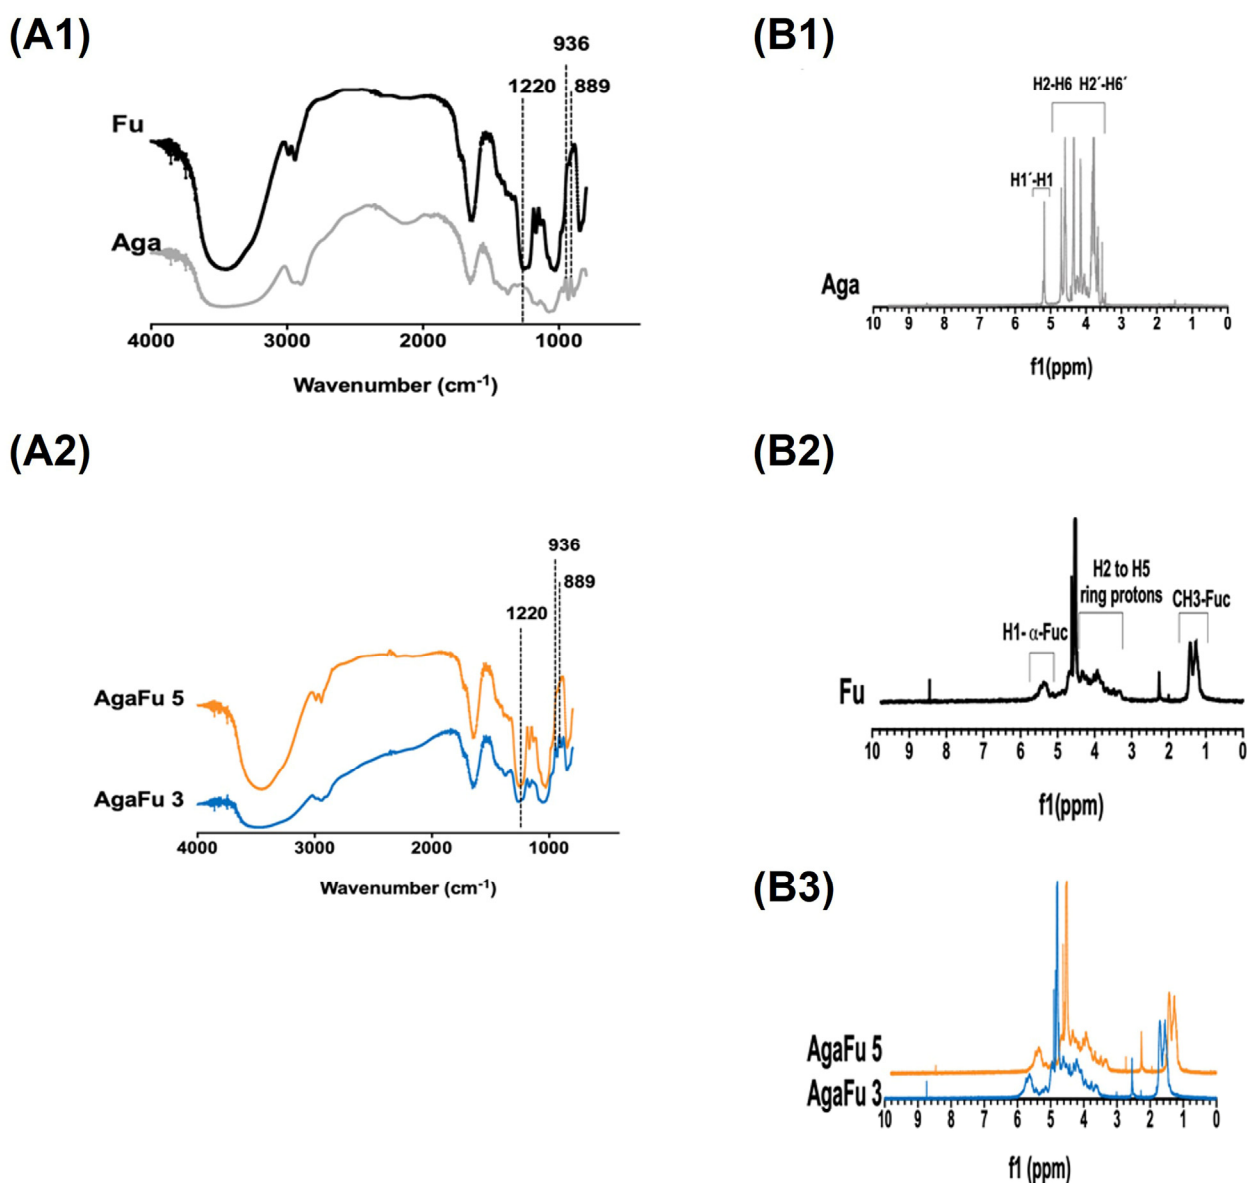 (A1)
936
1220
889
Fu
Aga
4000
3000
2000
1000
Wavenumber (cm-1)
(B1)
H2-H6 H2´-H6´
H1´-H1
Aga
10 9 8 7 6 5 4 3 2 1 0
f1(ppm)
(A2)
936
889
1220
AgaFu 5
AgaFu 3
4000 3000 2000 1000
Wavenumber (cm-1)
(B2)
H2 to H5
ring protons
CH3-Fuc
H1- α-Fuc
Fu
10 9 8 7 6 5 4 3 2 1 0
f1(ppm)
(B3)
AgaFu 5
AgaFu 3
10 9 8 7 6 5 4 3 2 1 0
f1 (ppm)